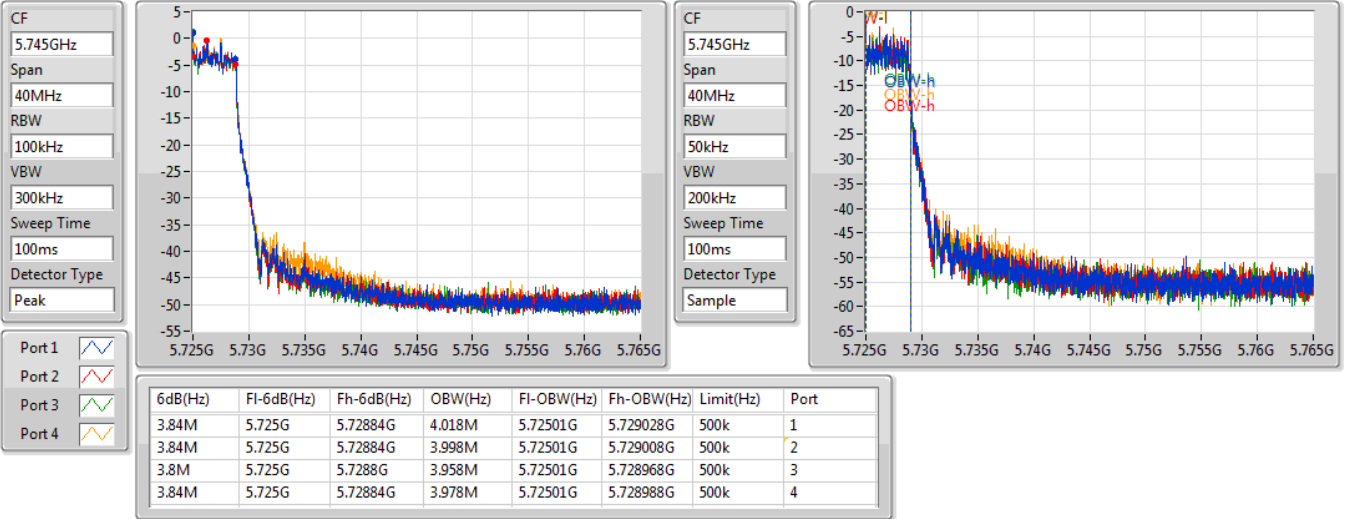 CF
5.745GHz
Span
40MHz
RBW
100kHz
VBW
300kHz
Sweep Time
100ms
Detector Type
Peak
5
0
-5
-10
-15
-20
-25
-30
-35
-40
-45
-50
-55
5.725G 5.73G 5.735G 5.74G 5.745G 5.75G 5.755G 5.76G 5.765G
CF
5.745GHz
Span
40MHz
RBW
50kHz
VBW
200kHz
Sweep Time
100ms
Detector Type
Sample
0
-5
-10
-15
-20
-25
-30
-35
-40
-45
-50
-55
-60
-65
W-l
OBW-h
OBW-h
OBW-h
5.725G 5.73G 5.735G 5.74G 5.745G 5.75G 5.755G 5.76G 5.765G
Port 1
Port 2
Port 3
Port 4
6dB(Hz) Fl-6dB(Hz) Fh-6dB(Hz) OBW(Hz) Fl-OBW(Hz) Fh-OBW(Hz) Limit(Hz) Port
3.84M 5.725G 5.72884G 4.018M 5.72501G 5.729028G 500k 1
3.84M 5.725G 5.72884G 3.998M 5.72501G 5.729008G 500k 2
3.8M 5.725G 5.7288G 3.958M 5.72501G 5.728968G 500k 3
3.84M 5.725G 5.72884G 3.978M 5.72501G 5.728988G 500k 4